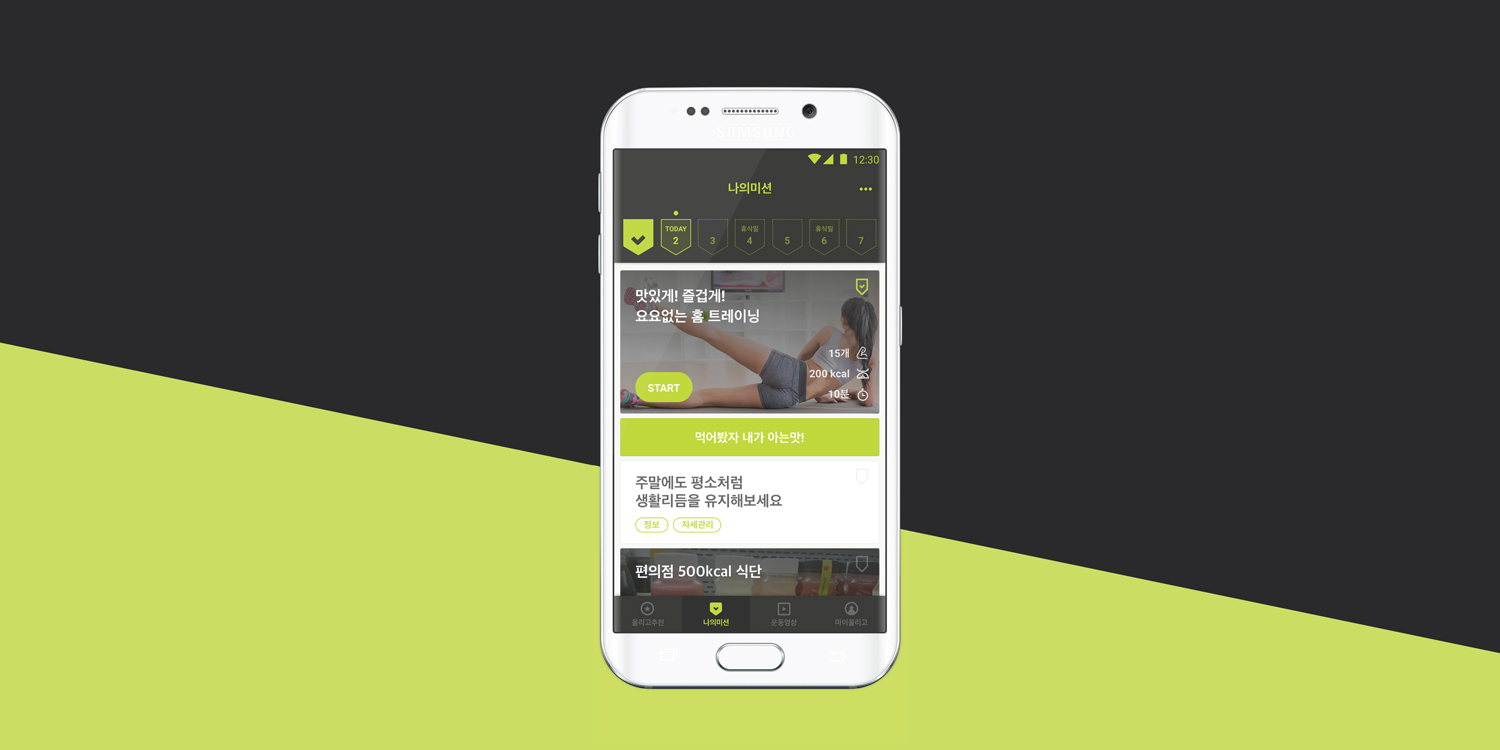 SAMSUNG
12:30
나의미션
TODAY
2
3
휴식일
4
5
휴식일
6
7
맛있게! 즐겁게!
요요없는 홈 트레이닝
15개
200 kcal
10분
START
먹어봤자 내가 아는맛!
주말에도 평소처럼
생활리듬을 유지해보세요
정보
자세관리
편의점 500kcal 식단
올리고추천
나의미션
운동영상
마이올리고